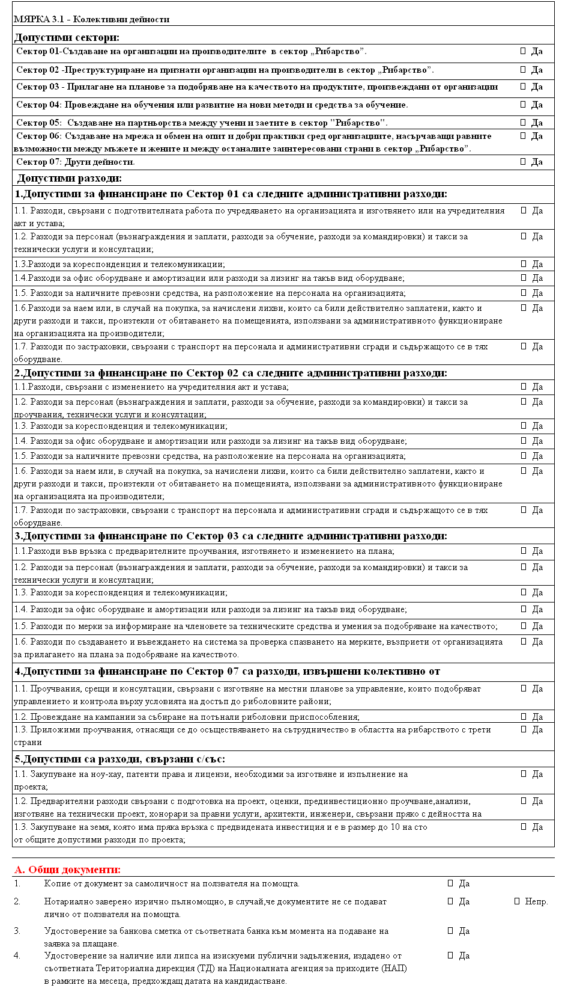 МЯРКА 3.1 - Колективни дейности
Допустими сектори:
Сектор 01-Създаване на организации на производителите в сектор „Рибарство”. Да
Сектор 02 -Преструктуриране на признати организации на производители в сектор „Рибарство”. Да
Сектор 03 - Прилагане на планове за подобряване на качеството на продуктите, произвеждани от организации Да
Сектор 04: Провеждане на обучения или развитие на нови методи и средства за обучение. Да
Сектор 05: Създаване на партньорства между учени и заетите в сектор "Рибарство". Да
Сектор 06: Създаване на мрежа и обмен на опит и добри практики сред организациите, насърчаващи равните Да
възможности между мъжете и жените и между останалите заинтересовани страни в сектор „Рибарство”.
Сектор 07: Други дейности. Да
Допустими разходи:
1.Допустими за финансиране по Сектор 01 са следните административни разходи:
1.1. Разходи, свързани с подготвителната работа по учредяването на организацията и изготвянето или на учредителния Да
акт и устава;
1.2. Разходи за персонал (възнаграждения и заплати, разходи за обучение, разходи за командировки) и такси за Да
технически услуги и консултации;
1.3.Разходи за кореспонденция и телекомуникации; Да
1.4.Разходи за офис оборудване и амортизации или разходи за лизинг на такъв вид оборудване; Да
1.5. Разходи за наличните превозни средства, на разположение на персонала на организацията; Да
1.6.Разходи за наем или, в случай на покупка, за начислени лихви, които са били действително заплатени, както и Да
други разходи и такси, произтекли от обитаването на помещенията, използвани за административното функциониране
на организацията на производители;
1.7. Разходи по застраховки, свързани с транспорт на персонала и административни сгради и съдържащото се в тях Да
оборудване.
2.Допустими за финансиране по Сектор 02 са следните административни разходи:
1.1.Разходи, свързани с изменението на учредителния акт и устава; Да
1.2. Разходи за персонал (възнаграждения и заплати, разходи за обучение, разходи за командировки) и такси за Да
проучвания, технически услуги и консултации;
1.3. Разходи за кореспонденция и телекомуникации; Да
1.4. Разходи за офис оборудване и амортизации или разходи за лизинг на такъв вид оборудване; Да
1.5. Разходи за наличните превозни средства, на разположение на персонала на организацията; Да
1.6. Разходи за наем или, в случай на покупка, за начислени лихви, които са били действително заплатени, както и Да
други разходи и такси, произтекли от обитаването на помещенията, използвани за административното функциониране
на организацията на производители;
1.7. Разходи по застраховки, свързани с транспорт на персонала и административни сгради и съдържащото се в тях Да
оборудване.
3.Допустими за финансиране по Сектор 03 са следните административни разходи:
1.1.Разходи във връзка с предварителните проучвания, изготвянето и изменението на плана; Да
1.2. Разходи за персонал (възнаграждения и заплати, разходи за обучение, разходи за командировки) и такси за Да
технически услуги и консултации;
1.3. Разходи за кореспонденция и телекомуникации; Да
1.4. Разходи за офис оборудване и амортизации или разходи за лизинг на такъв вид оборудване; Да
1.5. Разходи по мерки за информиране на членовете за техническите средства и умения за подобряване на качеството; Да
1.6. Разходи по създаването и въвеждането на система за проверка спазването на мерките, възприети от организацията Да
за прилагането на плана за подобряване на качеството.
4.Допустими за финансиране по Сектор 07 са разходи, извършени колективно от
1.1. Проучвания, срещи и консултации, свързани с изготвяне на местни планове за управление, които подобряват Да
управлението и контрола върху условията на достъп до риболовните райони;
1.2. Провеждане на кампании за събиране на потънали риболовни приспособления; Да
1.3. Приложими проучвания, отнасящи се до осъществяването на сътрудничество в областта на рибарството с трети Да
страни
5.Допустими са разходи, свързани с/със:
1.1. Закупуване на ноу-хау, патенти права и лицензи, необходими за изготвяне и изпълнение на Да
проекта;
1.2. Предварителни разходи свързани с подготовка на проект, оценки, прединвестиционно проучване,анализи, Да
изготвяне на технически проект, хонорари за правни услуги, архитекти, инженери, свързани пряко с дейността на
1.3. Закупуване на земя, която има пряка връзка с предвидената инвестиция и е в размер до 10 на сто Да
от общите допустими разходи по проекта;
А. Общи документи:
1. Копие от документ за самоличност на ползвателя на помощта. Да
2. Нотариално заверено изрично пълномощно, в случай,че документите не се подават Да Непр.
лично от ползвателя на помощта.
3. Удостоверение за банкова сметка от съответната банка към момента на подаване на Да
заявка за плащане.
4. Удостоверение за наличие или липса на изискуеми публични задължения, издадено от Да
съответната Териториална дирекция (ТД) на Националната агенция за приходите (НАП)
в рамките на месеца, предхождащ датата на кандидастване.